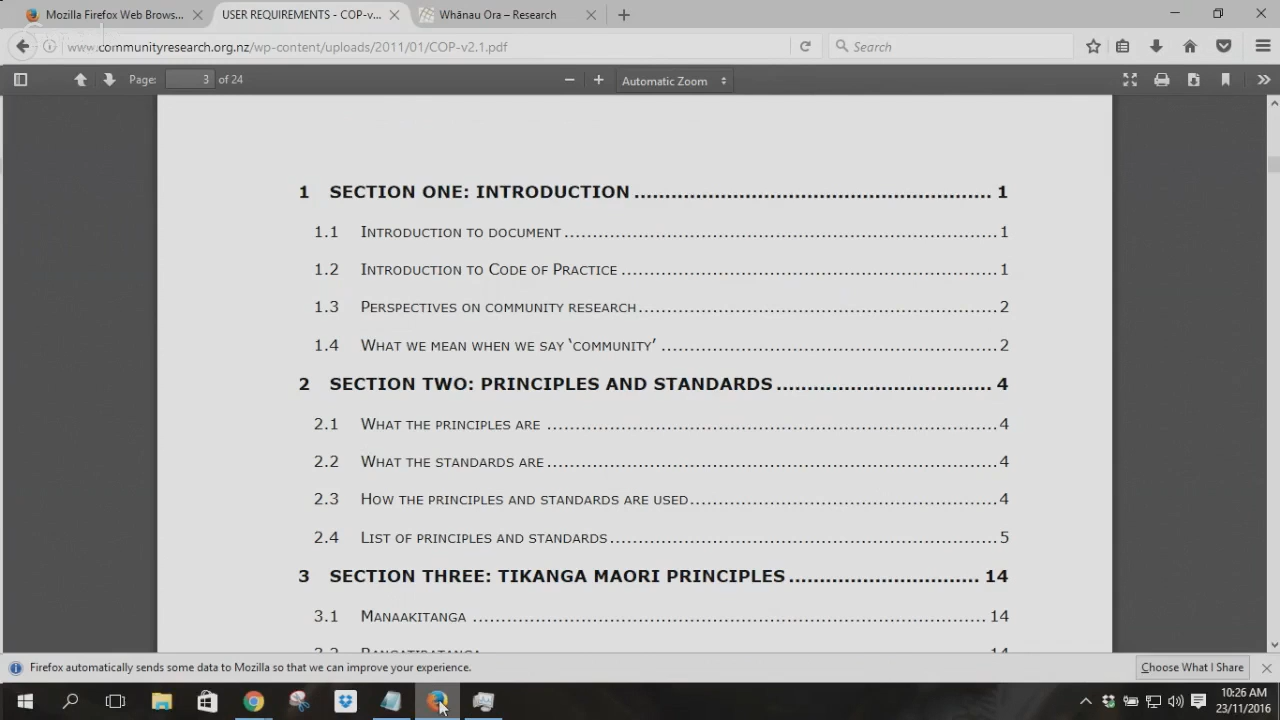 Mozilla Firefox Web Brows...
USER REQUIREMENTS - COP-v...
Whānau Ora – Research
www.communityresearch.org.nz/wp-content/uploads/2011/01/COP-v2.1.pdf
Search
Page: 3 of 24
Automatic Zoom
1 SECTION ONE: INTRODUCTION 1
1.1 INTRODUCTION TO DOCUMENT 1
1.2 INTRODUCTION TO CODE OF PRACTICE 1
1.3 PERSPECTIVES ON COMMUNITY RESEARCH 2
1.4 WHAT WE MEAN WHEN WE SAY ‘COMMUNITY’ 2
2 SECTION TWO: PRINCIPLES AND STANDARDS 4
2.1 WHAT THE PRINCIPLES ARE 4
2.2 WHAT THE STANDARDS ARE 4
2.3 HOW THE PRINCIPLES AND STANDARDS ARE USED 4
2.4 LIST OF PRINCIPLES AND STANDARDS 5
3 SECTION THREE: TIKANGA MAORI PRINCIPLES 14
3.1 MANAAKITANGA 14
Firefox automatically sends some data to Mozilla so that we can improve your experience.
Choose What I Share
10:26 AM
23/11/2016